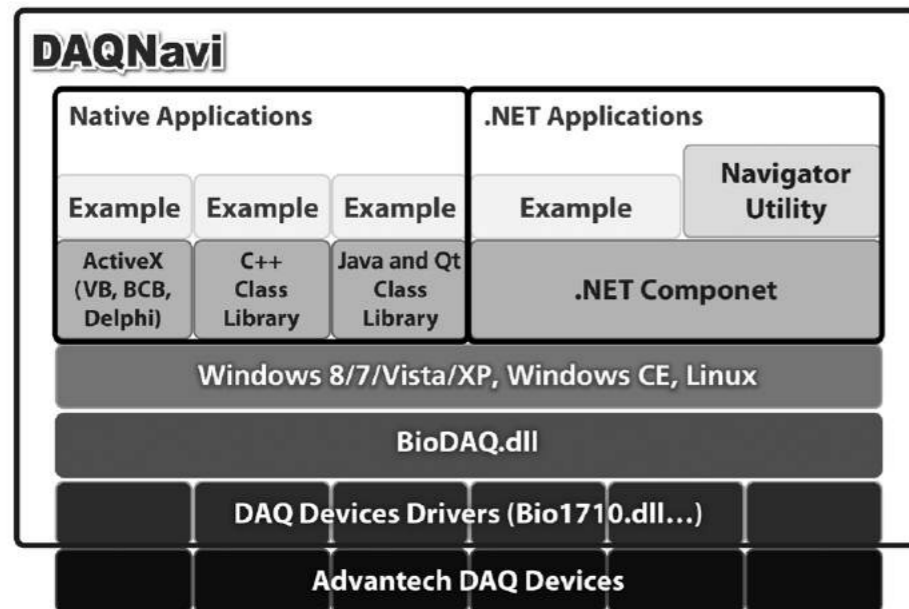 DAQNavi
Native Applications
.NET Applications
Example
Example
Example
Example
Navigator
Utility
ActiveX
(VB, BCB,
Delphi)
C++
Class
Library
Java and Qt
Class
Library
.NET Componet
Windows 8/7/Vista/XP, Windows CE, Linux
BioDAQ.dll
DAQ Devices Drivers (Bio1710.dll...)
Advantech DAQ Devices